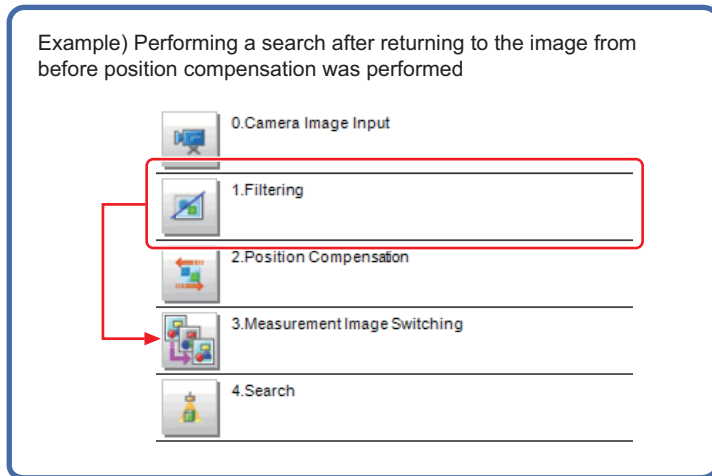 Example) Performing a search after returning to the image from
before position compensation was performed
0.Camera Image Input
1.Filtering
2.Position Compensation
3.Measurement Image Switching
4.Search